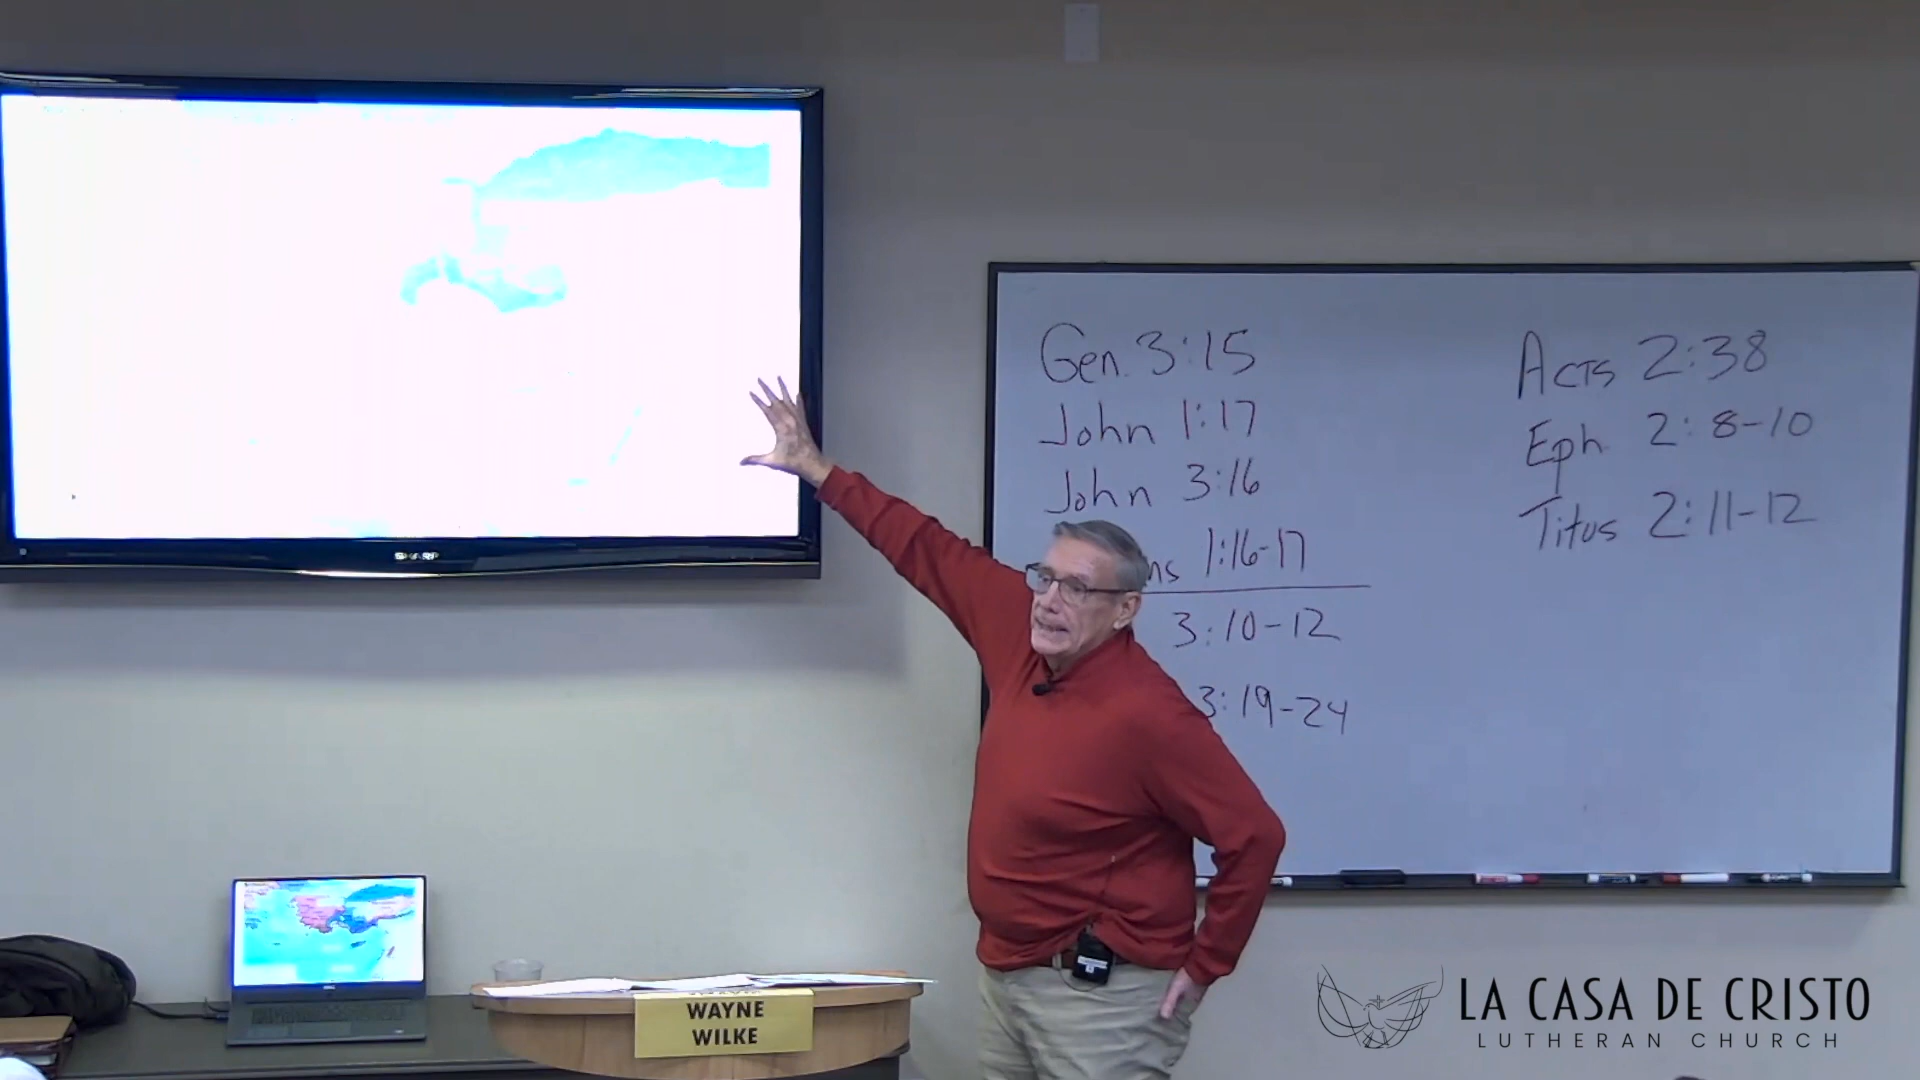 SHARP
Gen. 3:15
John 1:17
John 3:16
ns 1:16-17
3:10-12
3:19-24
Acts 2:38
Eph. 2:8-10
Titus 2:11-12
DELL
WAYNE
WILKE
LA CASA DE CRISTO
LUTHERAN CHURCH